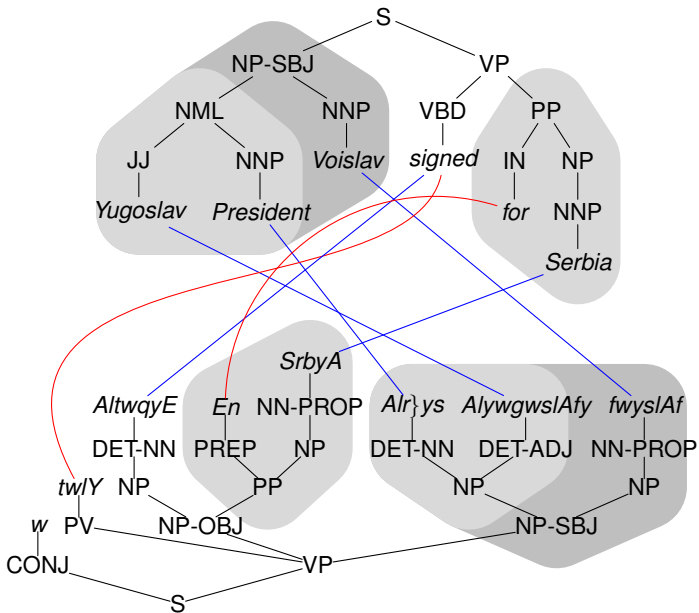 S
NP-SBJ VP
NML NNP VBD PP
JJ NNP Voislav signed IN NP
Yugoslav President for NNP
Serbia
SrbyA
AltwqyE En NN-PROP Alr}ys AlywgwslAfy fwyslAf
DET-NN PREP NP DET-NN DET-ADJ NN-PROP
twlY NP PP NP NP
w PV NP-OBJ NP-SBJ
CONJ VP
S